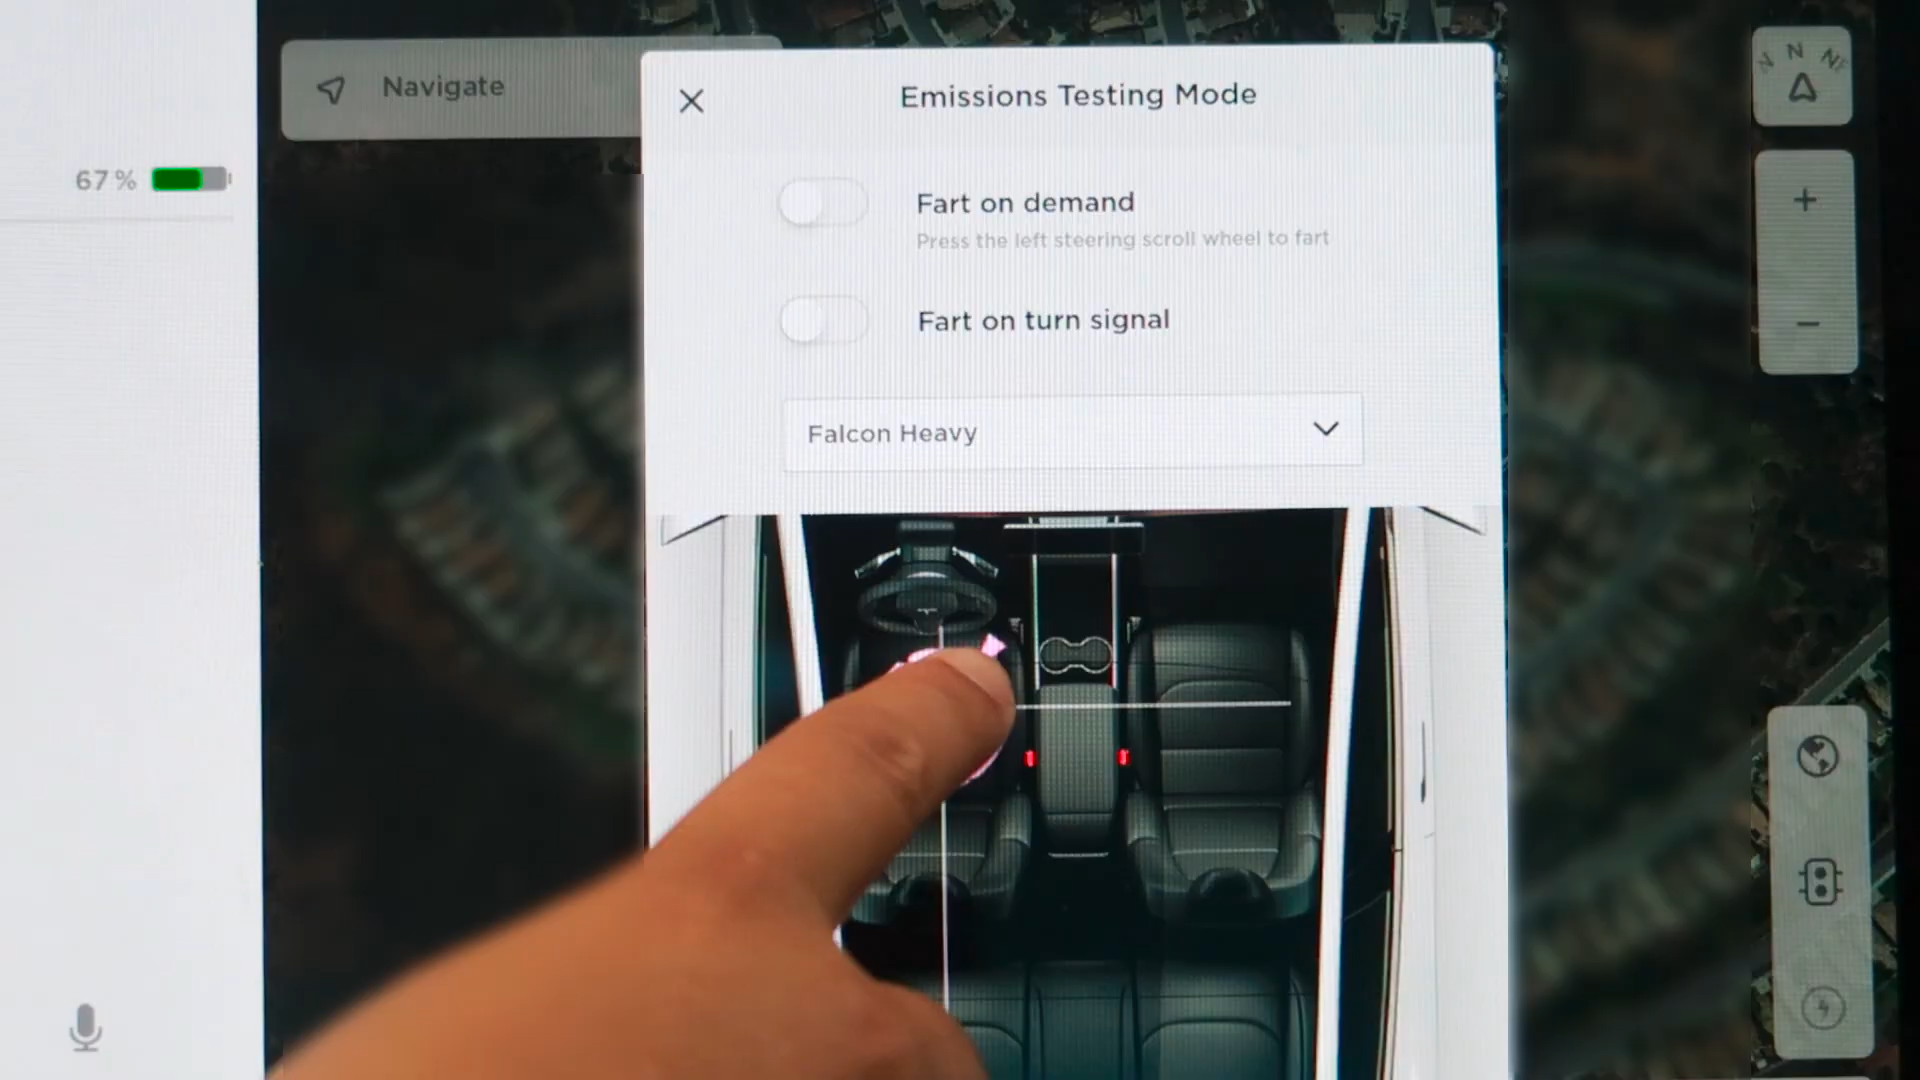 Navigate
Emissions Testing Mode
67%
Fart on demand
Press the left steering scroll wheel to fart
Fart on turn signal
Falcon Heavy
N
+
−